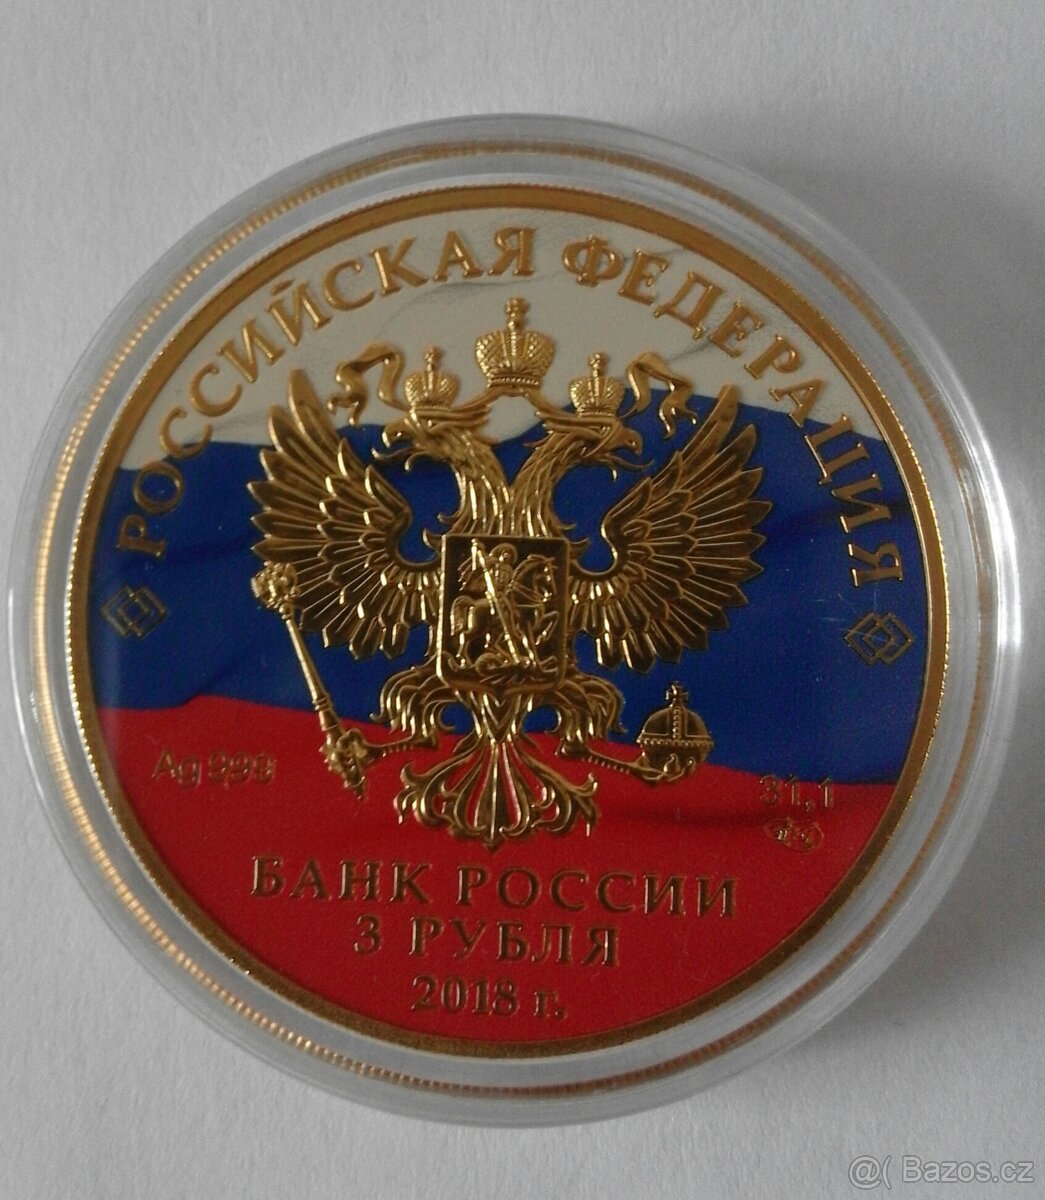 РОССИЙСКАЯ ФЕДЕРАЦИЯ
Ag 999
31,1
БАНК РОССИИ
3 РУБЛЯ
2018 г.
@( Bazos.cz